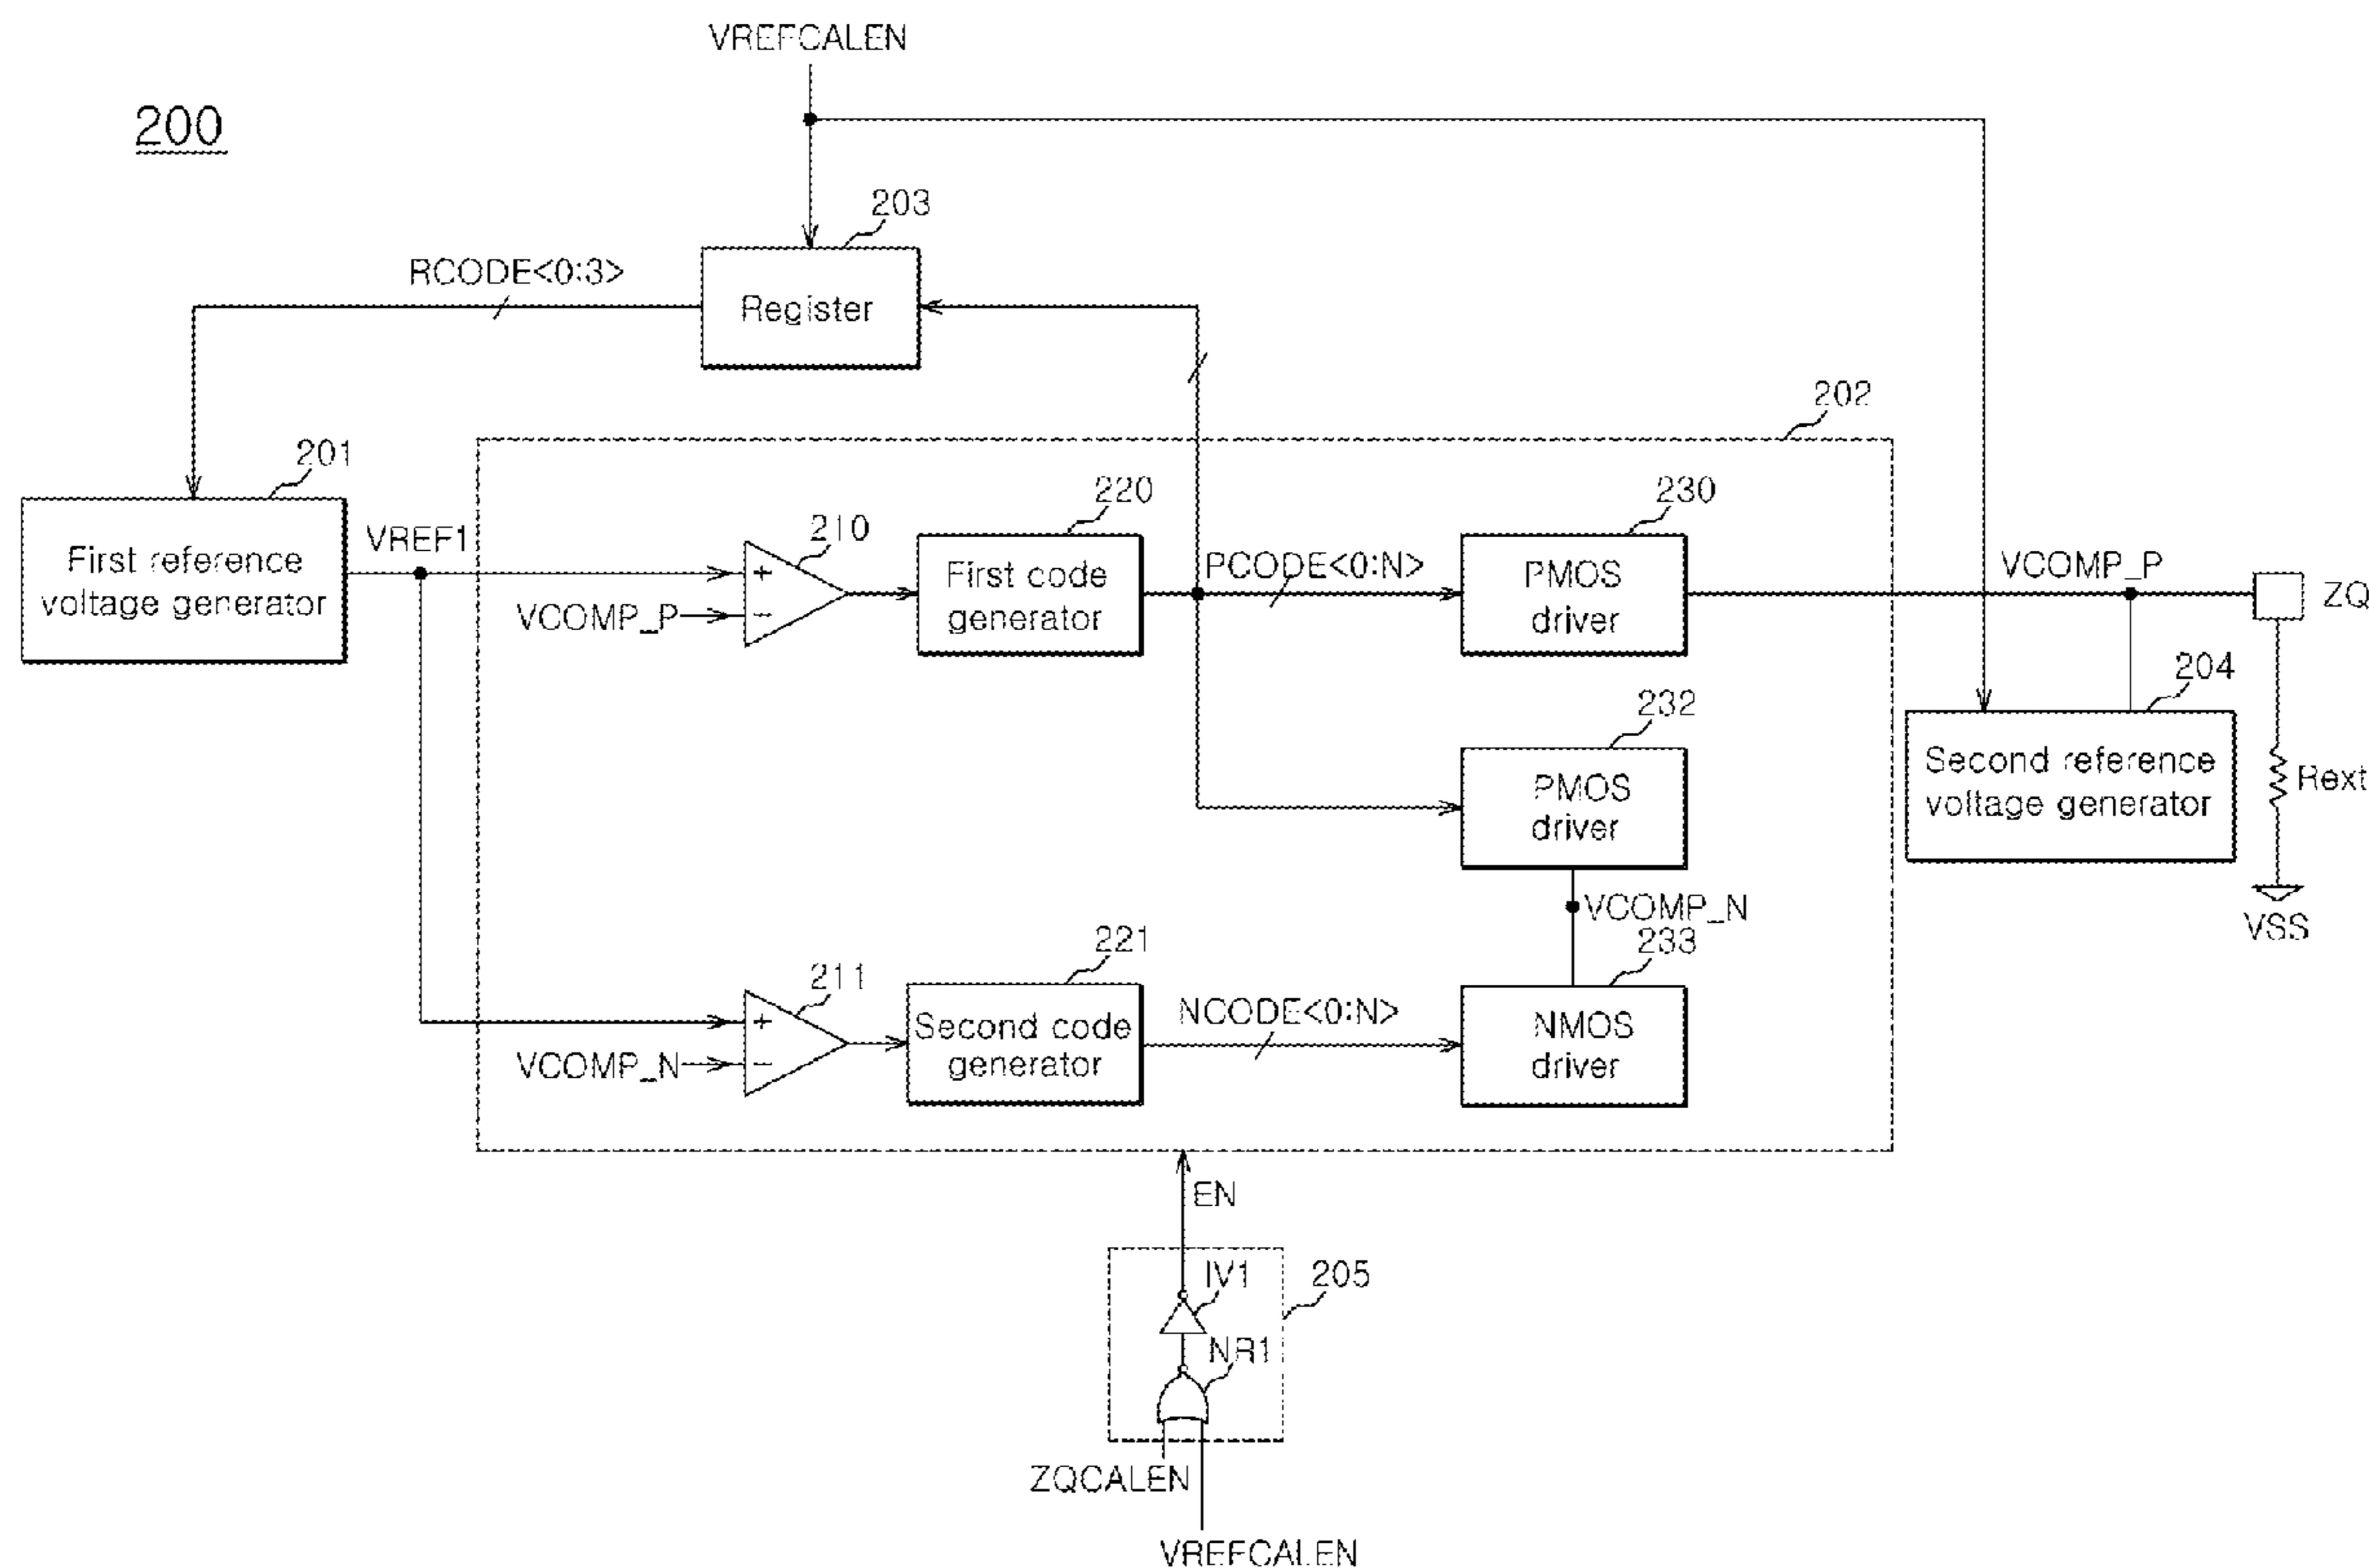 VREFCALEN
200
203
RCODE<0:3>
Register
202
201
220
230
First reference
voltage generator
VREF1
210
+
VCOMP_P
−
First code
generator
PCODE<0:N>
PMOS
driver
VCOMP_P
ZQ
232
204
PMOS
driver
Second reference
voltage generator
Rext
VCOMP_N
VSS
221
233
211
+
VCOMP_N
−
Second code
generator
NCODE<0:N>
NMOS
driver
EN
IV1
205
NR1
ZQCALEN
VREFCALEN